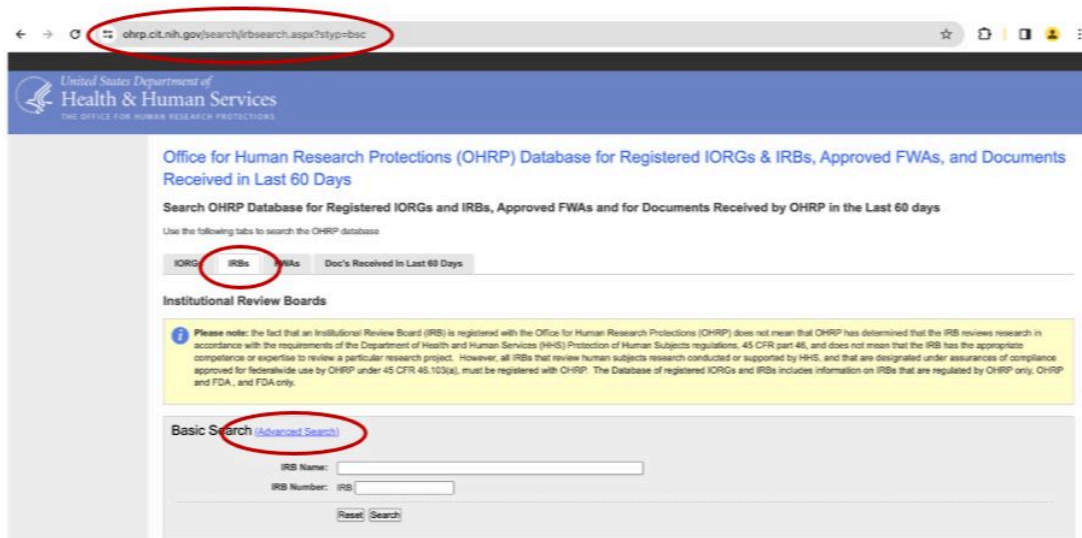 ohrp.cit.nih.gov/search/irbsearch.aspx?styp=bsc
United States Department of
Health & Human Services
THE OFFICE FOR HUMAN RESEARCH PROTECTIONS
Office for Human Research Protections (OHRP) Database for Registered IORGs & IRBs, Approved FWAs, and Documents
Received in Last 60 Days
Search OHRP Database for Registered IORGs and IRBs, Approved FWAs and for Documents Received by OHRP in the Last 60 days
Use the following tabs to search the OHRP database
IORGs IRBs FWAs Doc's Received In Last 60 Days
Institutional Review Boards
Please note: the fact that an Institutional Review Board (IRB) is registered with the Office for Human Research Protections (OHRP) does not mean that OHRP has determined that the IRB reviews research in
accordance with the requirements of the Department of Health and Human Services (HHS) Protection of Human Subjects regulations, 45 CFR part 46, and does not mean that the IRB has the appropriate
competence or expertise to review a particular research project. However, all IRBs that review human subjects research conducted or supported by HHS, and that are designated under assurances of compliance
approved for federalwide use by OHRP under 45 CFR 46.103(a), must be registered with OHRP. The Database of registered IORGs and IRBs includes information on IRBs that are regulated by OHRP only, OHRP
and FDA , and FDA only.
Basic Search (Advanced Search)
IRB Name:
IRB Number: IRB
Reset Search